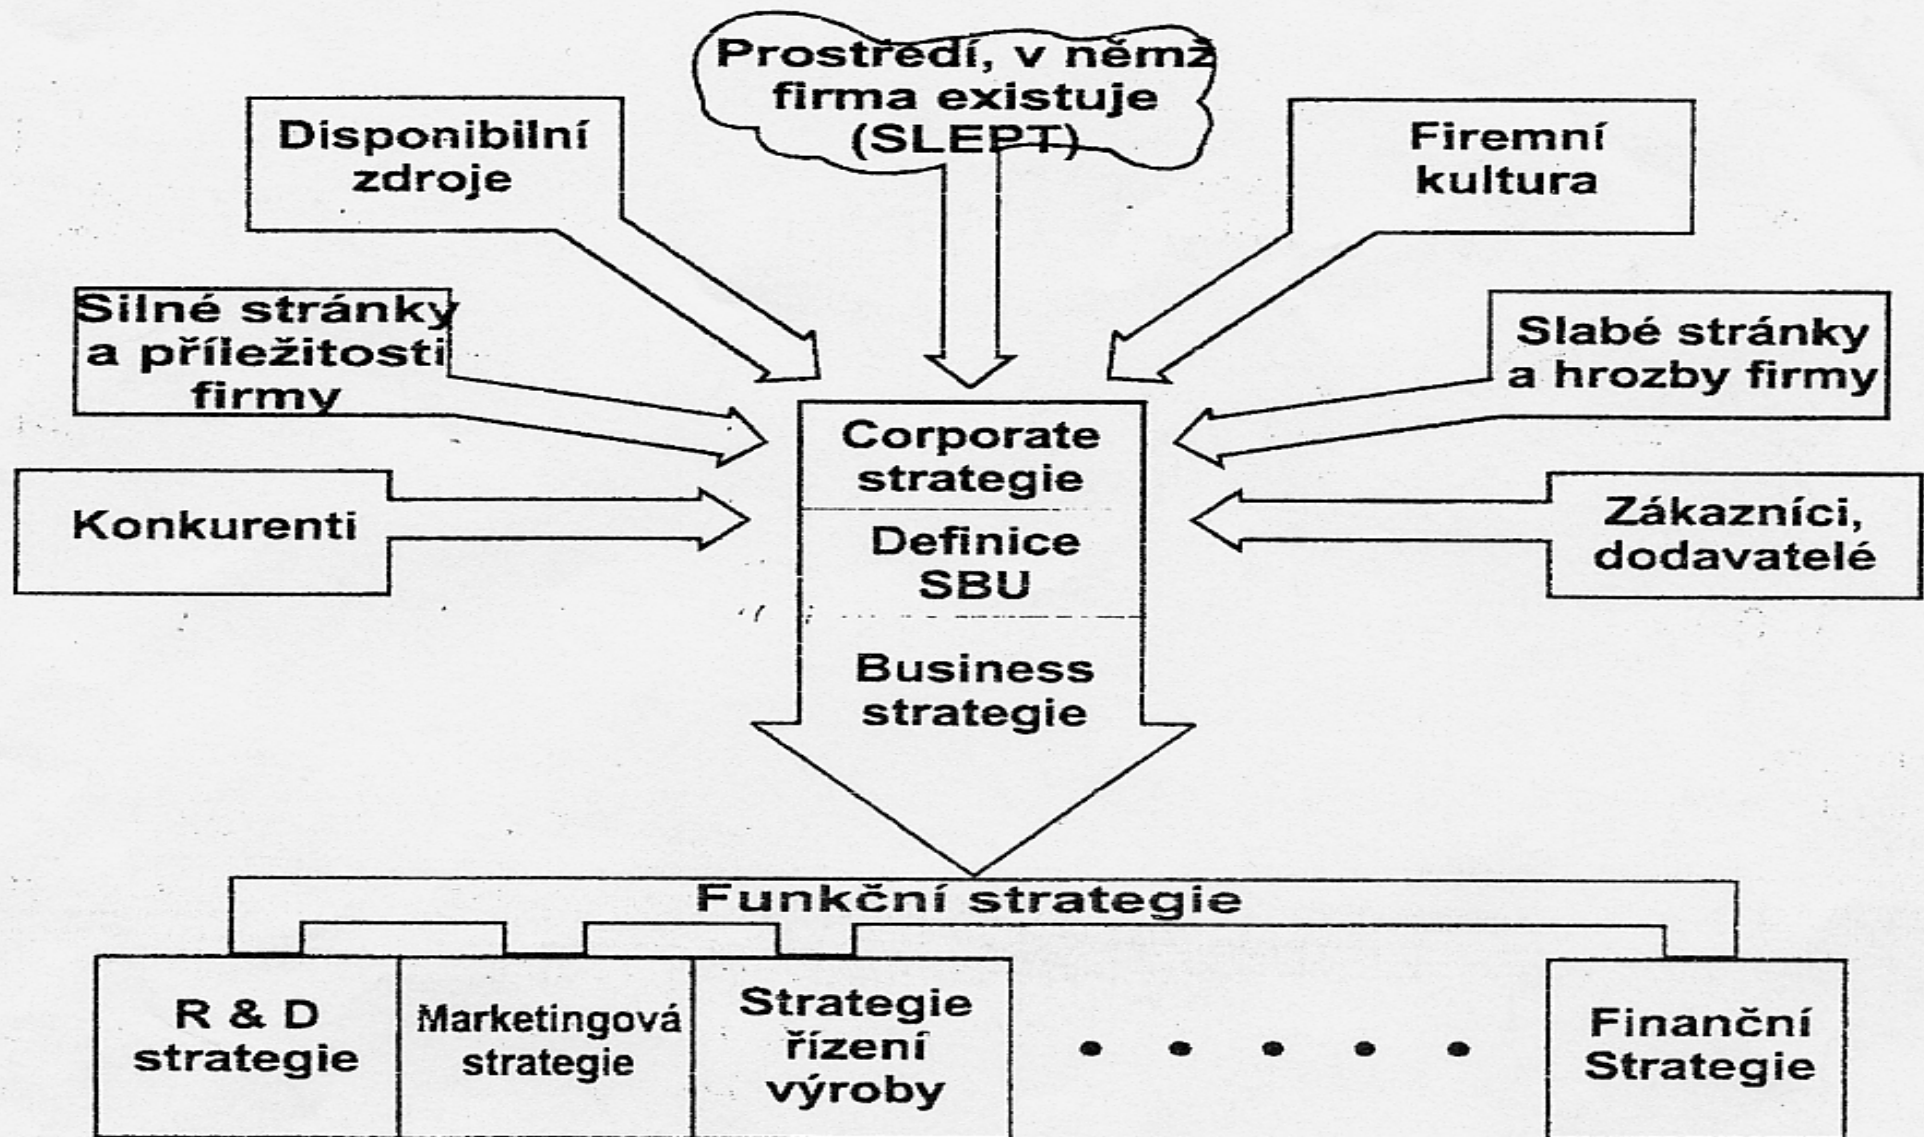 Prostředí, v němž
firma existuje
(SLEPT)
Disponibilní
zdroje
Firemní
kultura
Silné stránky
a příležitosti
firmy
Slabé stránky
a hrozby firmy
Konkurenti
Zákazníci,
dodavatelé
Corporate
strategie
Definice
SBU
Business
strategie
Funkční strategie
R & D
strategie
Marketingová
strategie
Strategie
řízení
výroby
• • • • •
Finanční
Strategie